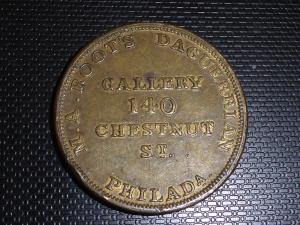 M.A. ROOT'S DAGUERRIAN
GALLERY
140
CHESTNUT
ST.
PHILADA.